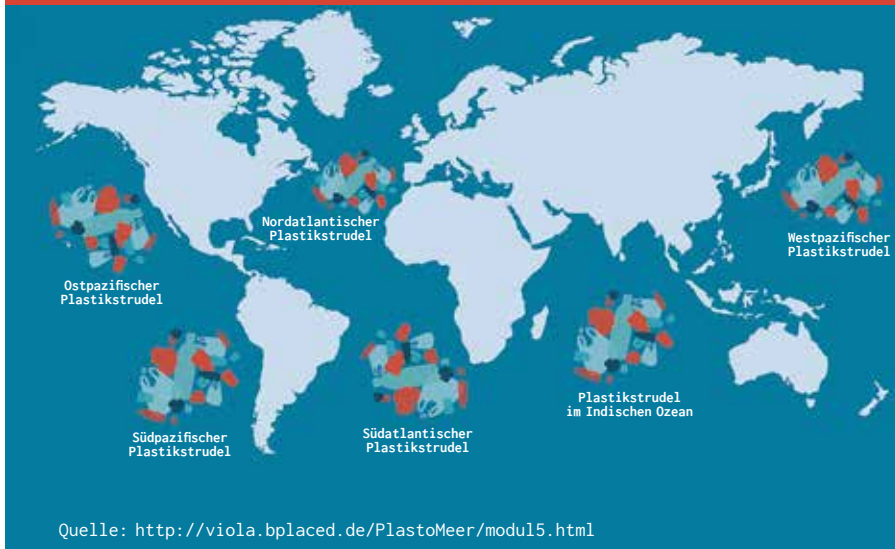 Nordatlantischer
Plastikstrudel
Westpazifischer
Plastikstrudel
Ostpazifischer
Plastikstrudel
Plastikstrudel
im Indischen Ozean
Südpazifischer
Plastikstrudel
Südatlantischer
Plastikstrudel
Quelle: http://viola.bplaced.de/PlastoMeer/modul5.html